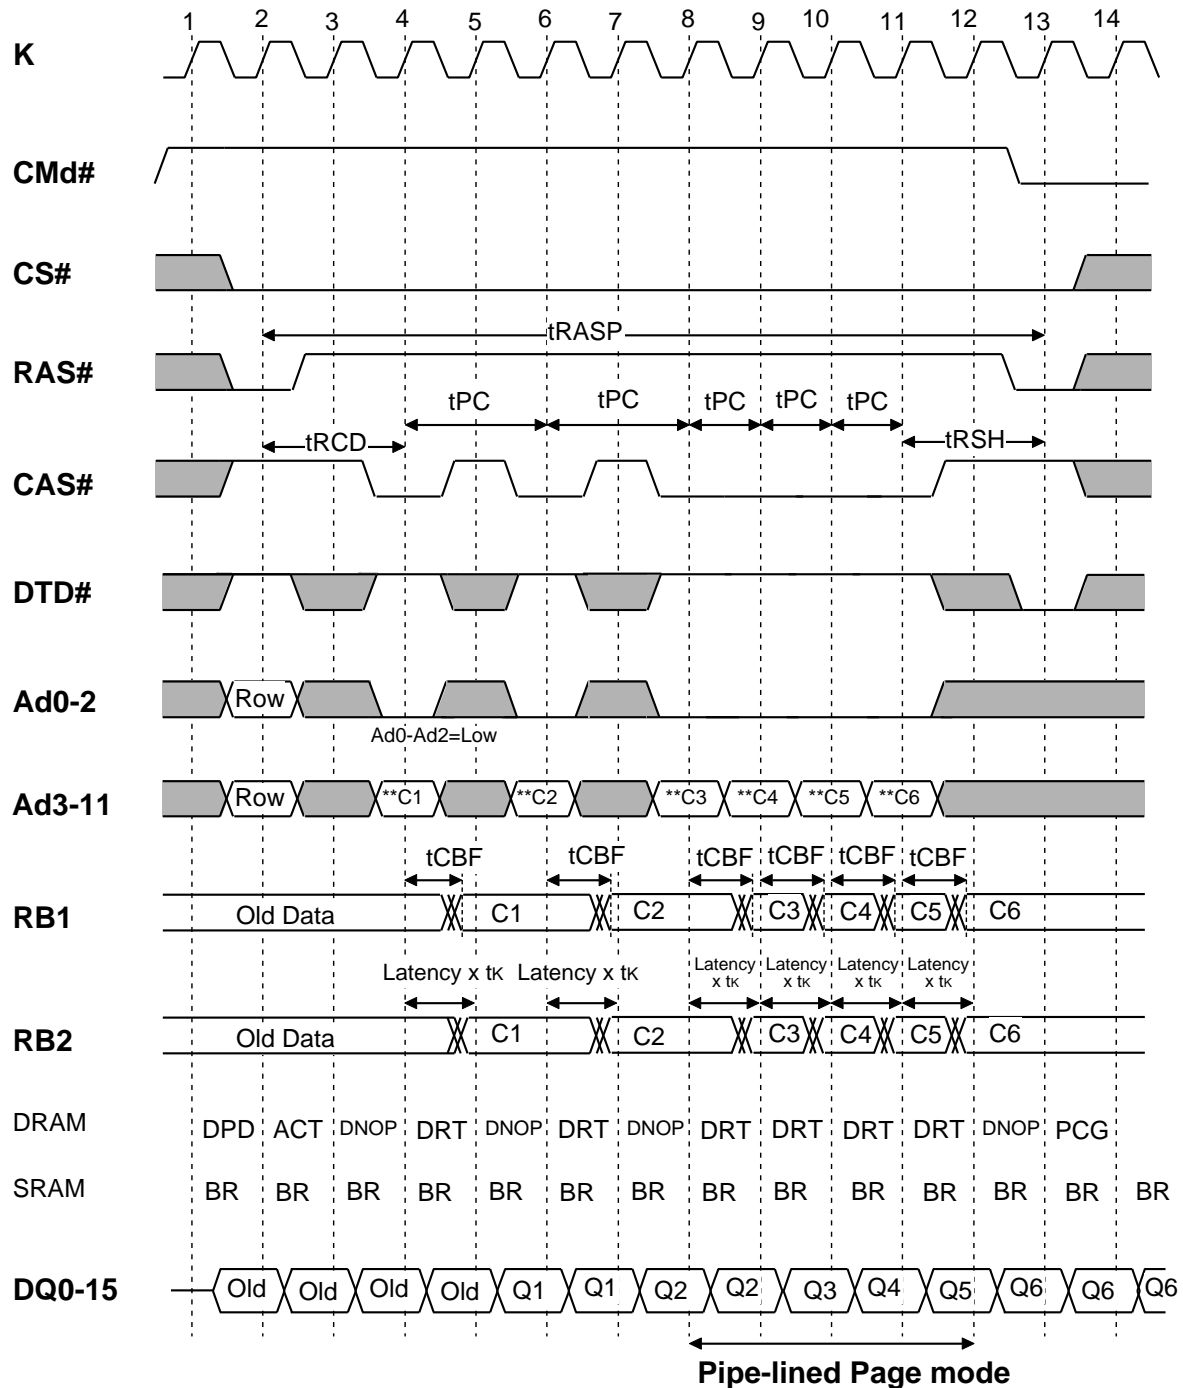 1 2 3 4 5 6 7 8 9 10 11 12 13 14
K
CMd#
CS#
tRASP
RAS#
tPC tPC tPC tPC tPC
tRCD tRSH
CAS#
DTD#
Ad0-2 Row
Ad0-Ad2=Low
Ad3-11 Row **C1 **C2 **C3 **C4 **C5 **C6
tCBF tCBF tCBF tCBF tCBF tCBF
RB1 Old Data C1 C2 C3 C4 C5 C6
Latency x tK Latency x tK Latency x tK Latency x tK Latency x tK Latency x tK
RB2 Old Data C1 C2 C3 C4 C5 C6
DRAM DPD ACT DNOP DRT DNOP DRT DNOP DRT DRT DRT DRT DNOP PCG
SRAM BR BR BR BR BR BR BR BR BR BR BR BR BR BR
DQ0-15 Old Old Old Old Q1 Q1 Q2 Q2 Q3 Q4 Q5 Q6 Q6 Q6
Pipe-lined Page mode